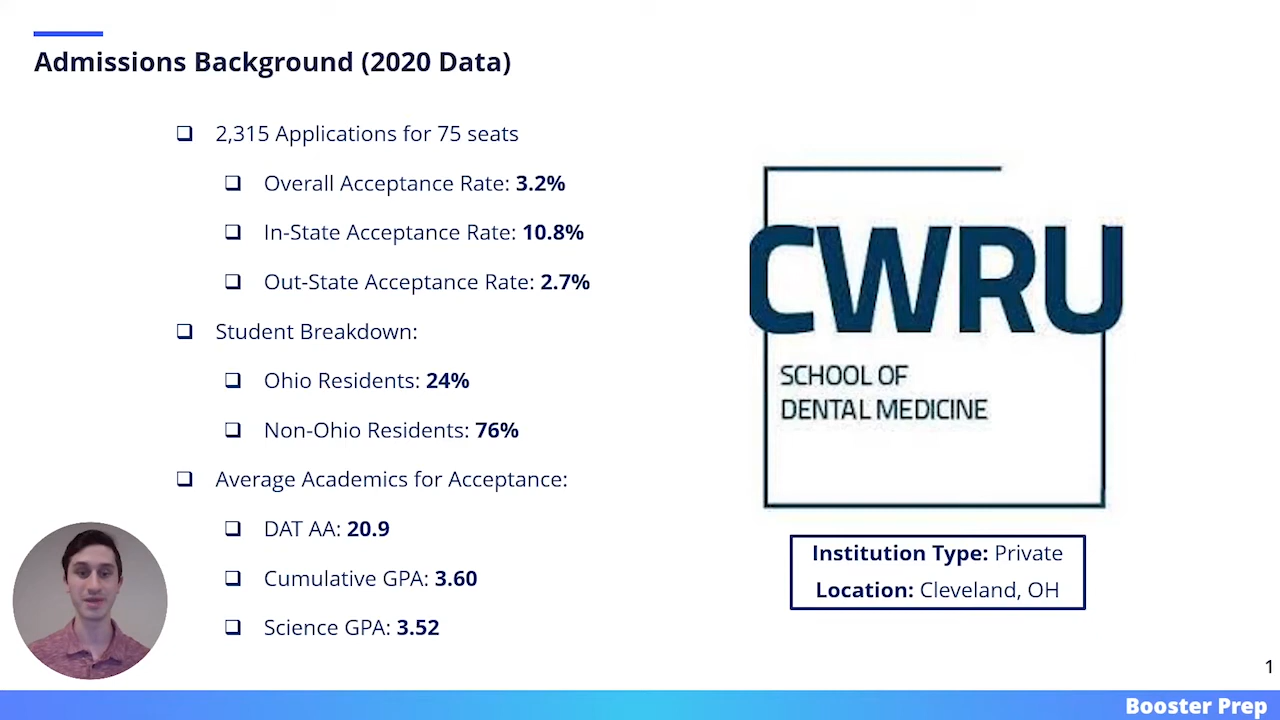 Admissions Background (2020 Data)
2,315 Applications for 75 seats
Overall Acceptance Rate: 3.2%
In-State Acceptance Rate: 10.8%
Out-State Acceptance Rate: 2.7%
Student Breakdown:
Ohio Residents: 24%
Non-Ohio Residents: 76%
Average Academics for Acceptance:
DAT AA: 20.9
Cumulative GPA: 3.60
Science GPA: 3.52
CWRU
SCHOOL OF
DENTAL MEDICINE
Institution Type: Private
Location: Cleveland, OH
1
Booster Prep